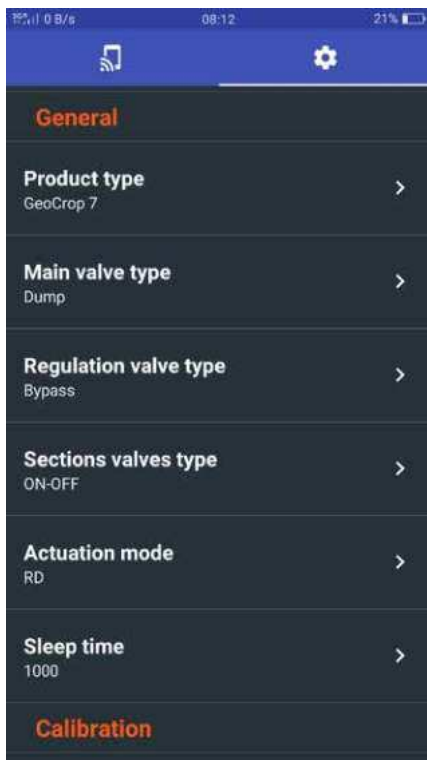 0 B/s 08:12 21%
General
Product type
GeoCrop 7
Main valve type
Dump
Regulation valve type
Bypass
Sections valves type
ON-OFF
Actuation mode
RD
Sleep time
1000
Calibration